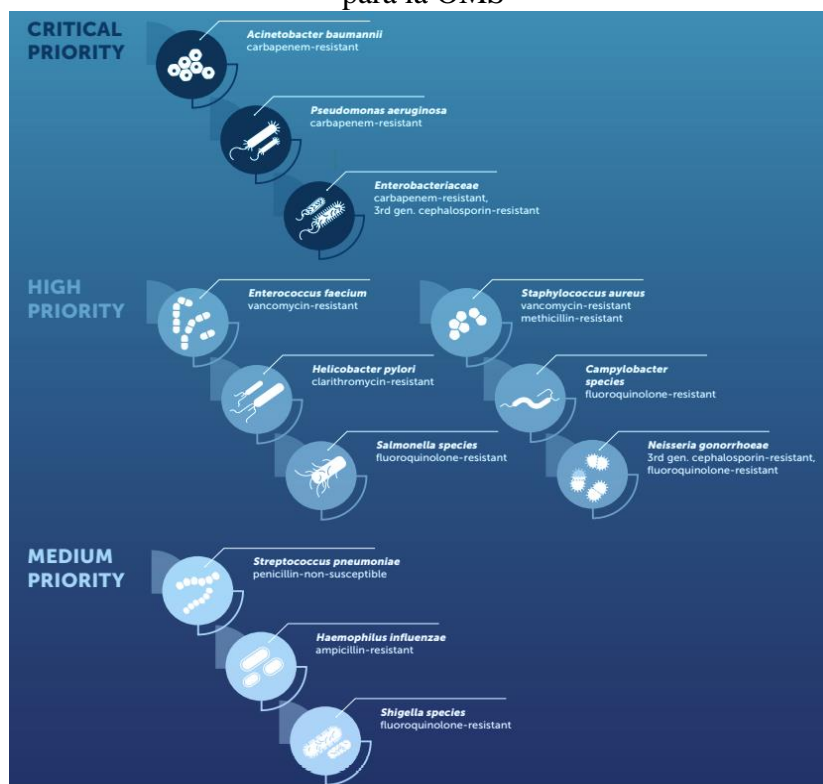 para la OMS
CRITICAL
PRIORITY
Acinetobacter baumannii
carbapenem-resistant
Pseudomonas aeruginosa
carbapenem-resistant
Enterobacteriaceae
carbapenem-resistant,
3rd gen. cephalosporin-resistant
HIGH
PRIORITY
Enterococcus faecium
vancomycin-resistant
Helicobacter pylori
clarithromycin-resistant
Salmonella species
fluoroquinolone-resistant
Staphylococcus aureus
vancomycin-resistant
methicillin-resistant
Campylobacter
species
fluoroquinolone-resistant
Neisseria gonorrhoeae
3rd gen. cephalosporin-resistant,
fluoroquinolone-resistant
MEDIUM
PRIORITY
Streptococcus pneumoniae
penicillin-non-susceptible
Haemophilus influenzae
ampicillin-resistant
Shigella species
fluoroquinolone-resistant